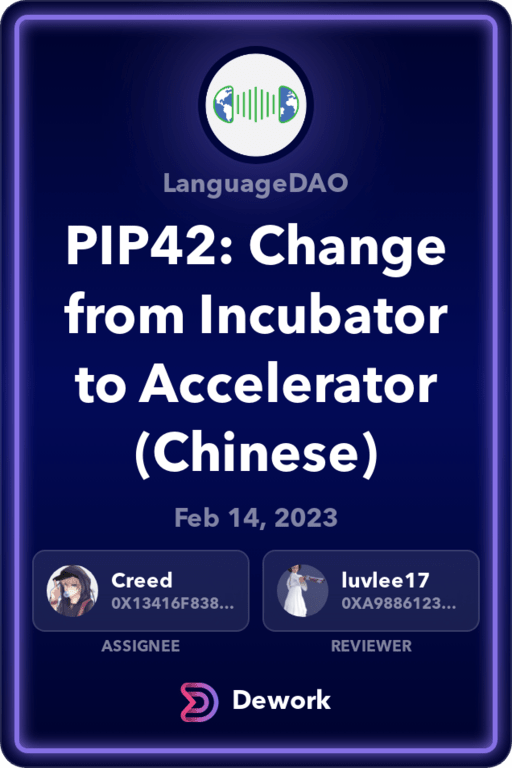 LanguageDAO
PIP42: Change
from Incubator
to Accelerator
(Chinese)
Feb 14, 2023
Creed
0X13416F838...
luvlee17
0XA9886123...
ASSIGNEE
REVIEWER
Dework